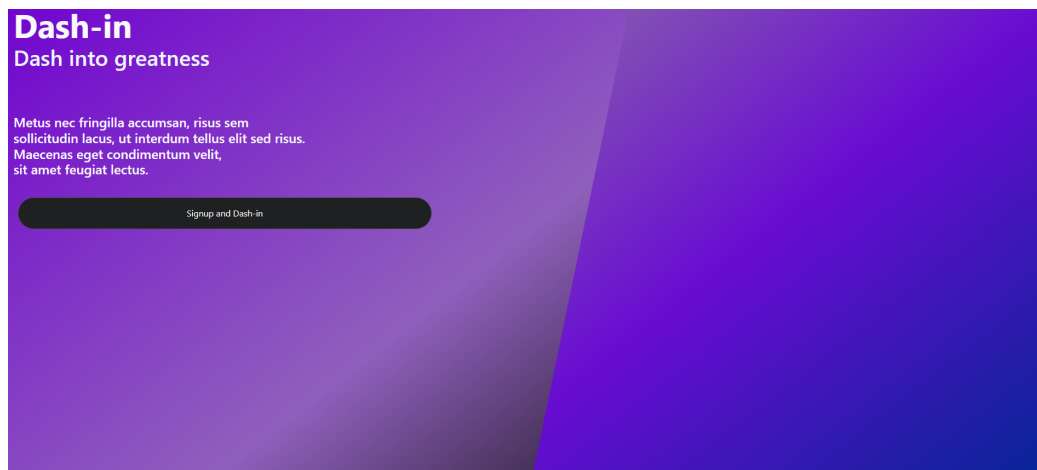 Dash-in
Dash into greatness
Metus nec fringilla accumsan, risus sem
sollicitudin lacus, ut interdum tellus elit sed risus.
Maecenas eget condimentum velit,
sit amet feugiat lectus.
Signup and Dash-in